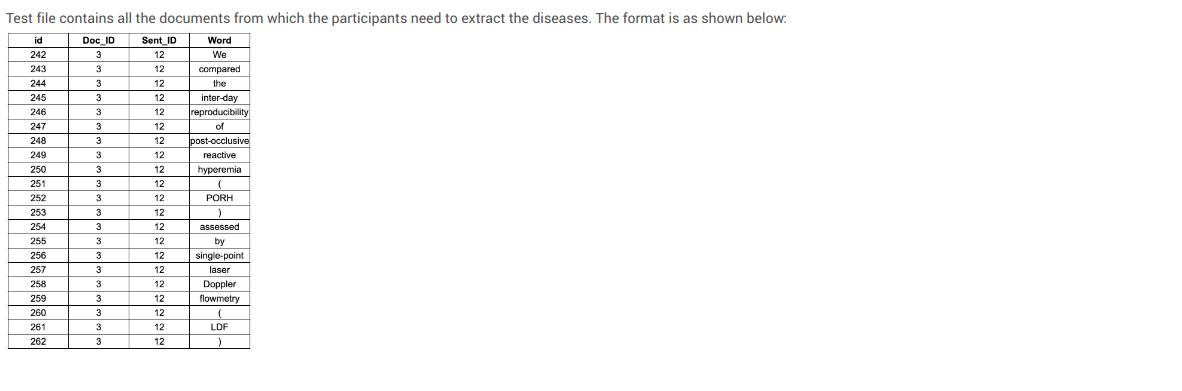 Test file contains all the documents from which the participants need to extract the diseases. The format is as shown below:
id Doc_ID Sent_ID Word
242 3 12 We
243 3 12 compared
244 3 12 the
245 3 12 inter-day
246 3 12 reproducibility
247 3 12 of
248 3 12 post-occlusive
249 3 12 reactive
250 3 12 hyperemia
251 3 12 (
252 3 12 PORH
253 3 12 )
254 3 12 assessed
255 3 12 by
256 3 12 single-point
257 3 12 laser
258 3 12 Doppler
259 3 12 flowmetry
260 3 12 (
261 3 12 LDF
262 3 12 )